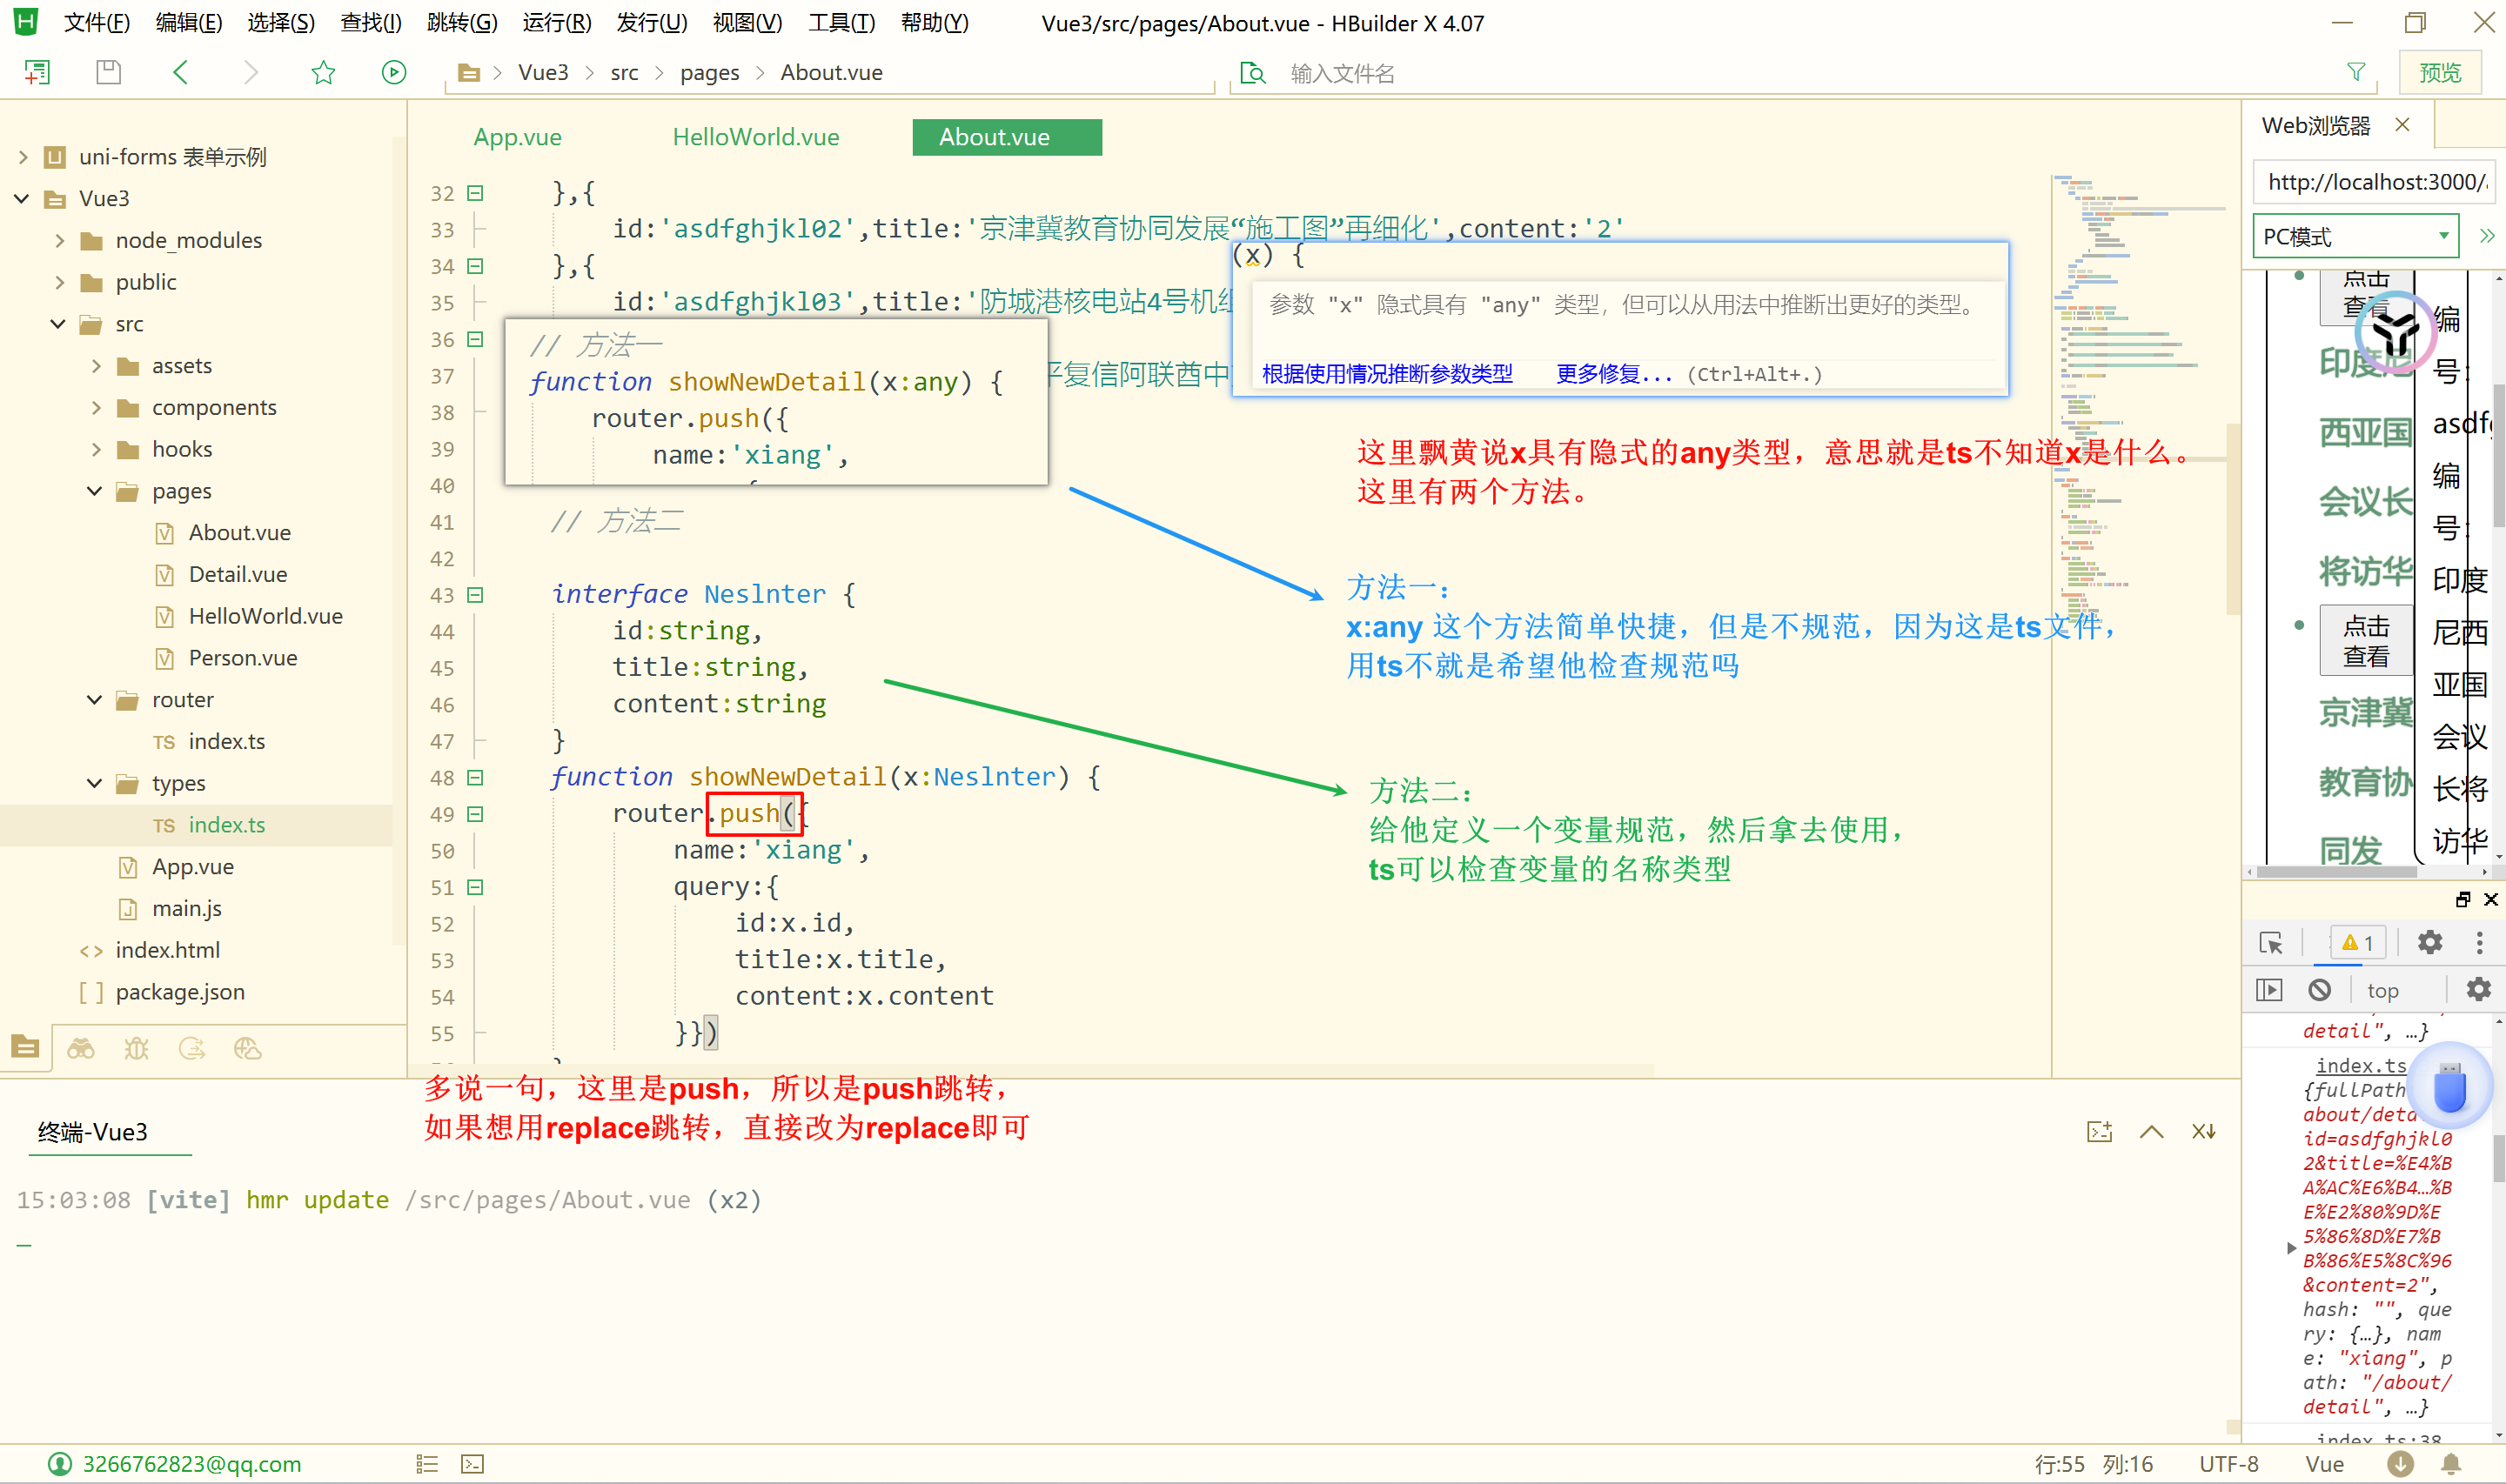 文件(F) 编辑(E) 选择(S) 查找(I) 跳转(G) 运行(R) 发行(U) 视图(V) 工具(T) 帮助(Y) Vue3/src/pages/About.vue - HBuilder X 4.07
Vue3 src pages About.vue 输入文件名 预览
uni-forms 表单示例
Vue3
node_modules
public
src
assets
components
hooks
pages
About.vue
Detail.vue
HelloWorld.vue
Person.vue
router
TS index.ts
types
TS index.ts
App.vue
main.js
index.html
package.json
App.vue HelloWorld.vue About.vue
32 },{
33 id:'asdfghjkl02',title:'京津冀教育协同发展“施工图”再细化',content:'2'
34 },{
35 id:'asdfghjkl03',title:'防城港核电站4号机组
36
37 平复信阿联酋中
38
39
40
41 // 方法二
42
43 interface Neslnter {
44 id:string,
45 title:string,
46 content:string
47 }
48 function showNewDetail(x:Neslnter) {
49 router.push({
50 name:'xiang',
51 query:{
52 id:x.id,
53 title:x.title,
54 content:x.content
55 }})
// 方法一
function showNewDetail(x:any) {
router.push({
name:'xiang',
(x) {
参数 "x" 隐式具有 "any" 类型，但可以从用法中推断出更好的类型。
根据使用情况推断参数类型 更多修复... (Ctrl+Alt+.)
这里飘黄说x具有隐式的any类型，意思就是ts不知道x是什么。
这里有两个方法。
方法一：
x:any 这个方法简单快捷，但是不规范，因为这是ts文件，
用ts不就是希望他检查规范吗
方法二：
给他定义一个变量规范，然后拿去使用，
ts可以检查变量的名称类型
多说一句，这里是push，所以是push跳转，
如果想用replace跳转，直接改为replace即可
终端-Vue3
15:03:08 [vite] hmr update /src/pages/About.vue (x2)
Web浏览器
http://localhost:3000/
PC模式
点击
查看
印度尼
西亚国
会议长
将访华
点击
查看
京津冀
教育协
同发
编
号：
asdf
编
号：
印度
尼西
亚国
会议
长将
访华
1
top
detail", …}
index.ts
{fullPath
about/deta
id=asdfghjkl0
2&title=%E4%B
A%AC%E6%B4…%B
E%E2%80%9D%E
5%86%8D%E7%B
B%86%E5%8C%96
&content=2",
hash: "", que
ry: {…}, nam
e: "xiang", p
ath: "/about/
detail", …}
index.ts:38
3266762823@qq.com 行:55 列:16 UTF-8 Vue